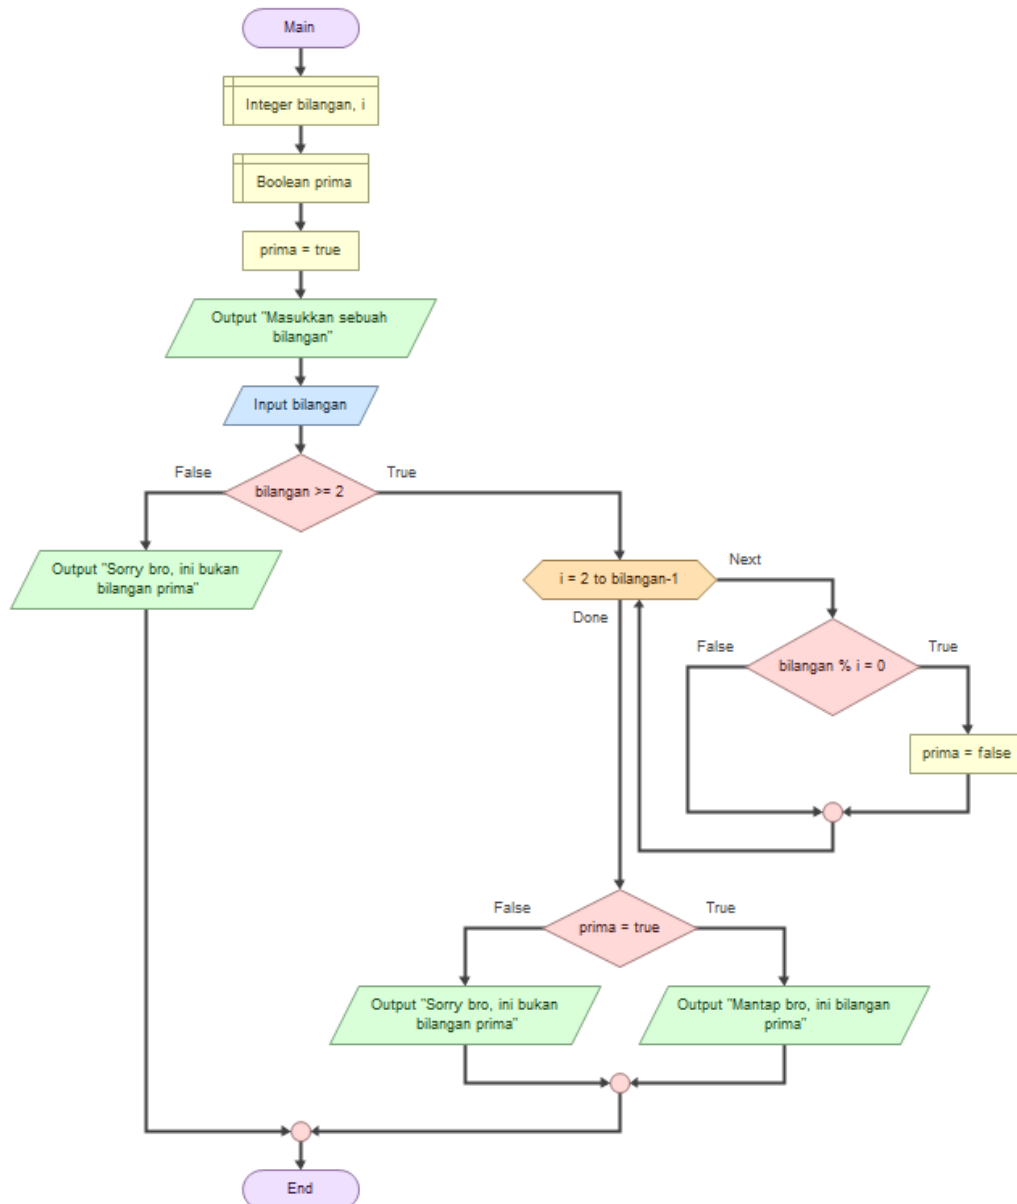 Main
Integer bilangan, i
Boolean prima
prima = true
Output "Masukkan sebuah
bilangan"
Input bilangan
False
True
bilangan >= 2
Output "Sorry bro, ini bukan
bilangan prima"
i = 2 to bilangan-1
Next
Done
False
True
bilangan % i = 0
prima = false
False
True
prima = true
Output "Sorry bro, ini bukan
bilangan prima"
Output "Mantap bro, ini bilangan
prima"
End